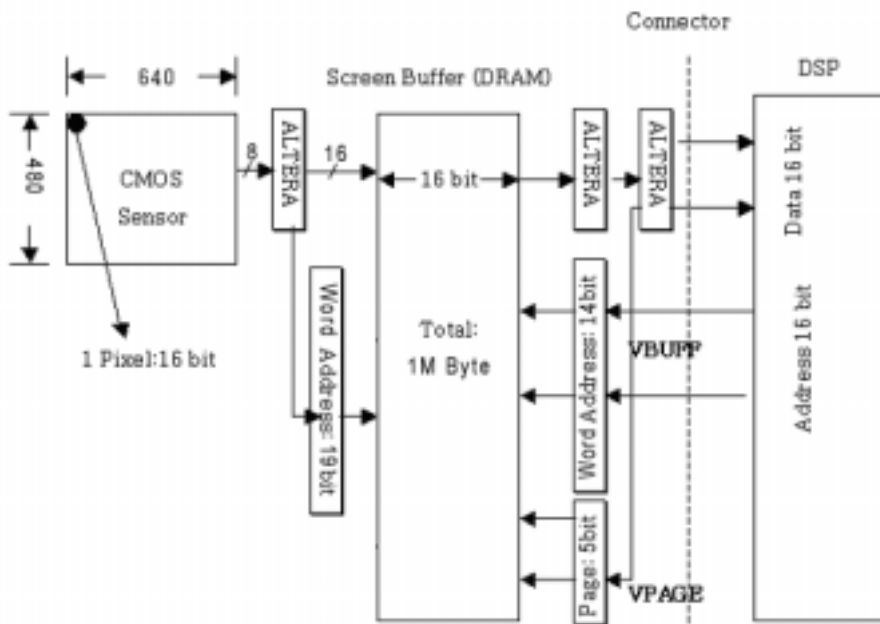 Connector
640
Screen Buffer (DRAM)
DSP
480
CMOS
Sensor
8
ALTERA
16
16 bit
ALTERA
ALTERA
Data 16 bit
1 Pixel:16 bit
Word Address: 19bit
Total:
1M Byte
Word Address: 14bit
VBUFF
Address 16 bit
Page: 5bit
VPAGE